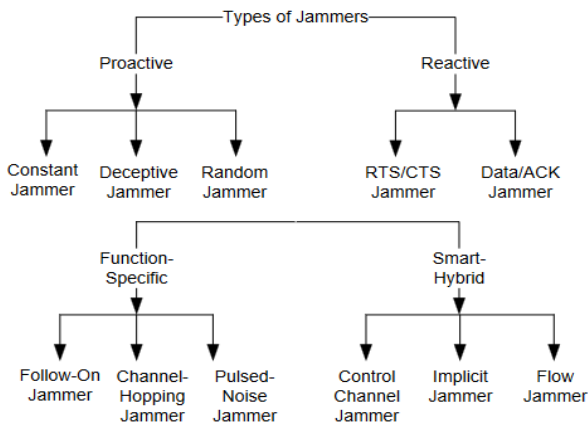 Types of Jammers
Proactive
Reactive
Constant
Jammer
Deceptive
Jammer
Random
Jammer
RTS/CTS
Jammer
Data/ACK
Jammer
Function-
Specific
Smart-
Hybrid
Follow-On
Jammer
Channel-
Hopping
Jammer
Pulsed-
Noise
Jammer
Control
Channel
Jammer
Implicit
Jammer
Flow
Jammer